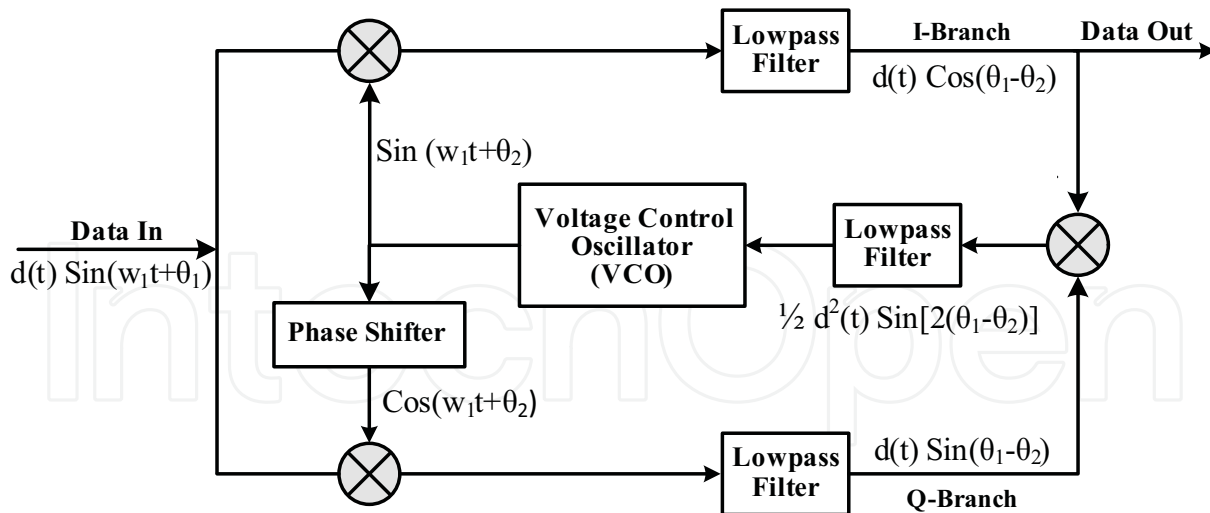 Lowpass
Filter
I-Branch
Data Out
d(t) Cos(θ₁-θ₂)
Sin (w₁t+θ₂)
Data In
d(t) Sin(w₁t+θ₁)
Voltage Control
Oscillator
(VCO)
Lowpass
Filter
½ d²(t) Sin[2(θ₁-θ₂)]
Phase Shifter
Cos(w₁t+θ₂)
Lowpass
Filter
d(t) Sin(θ₁-θ₂)
Q-Branch
IntechOpen